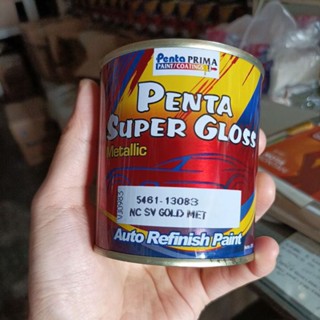 Penta PRIMA
PAINT/COATINGS
PENTA
SUPER GLOSS
Metallic
5461-13083
NC SV GOLD MET
Auto Refinish Paint